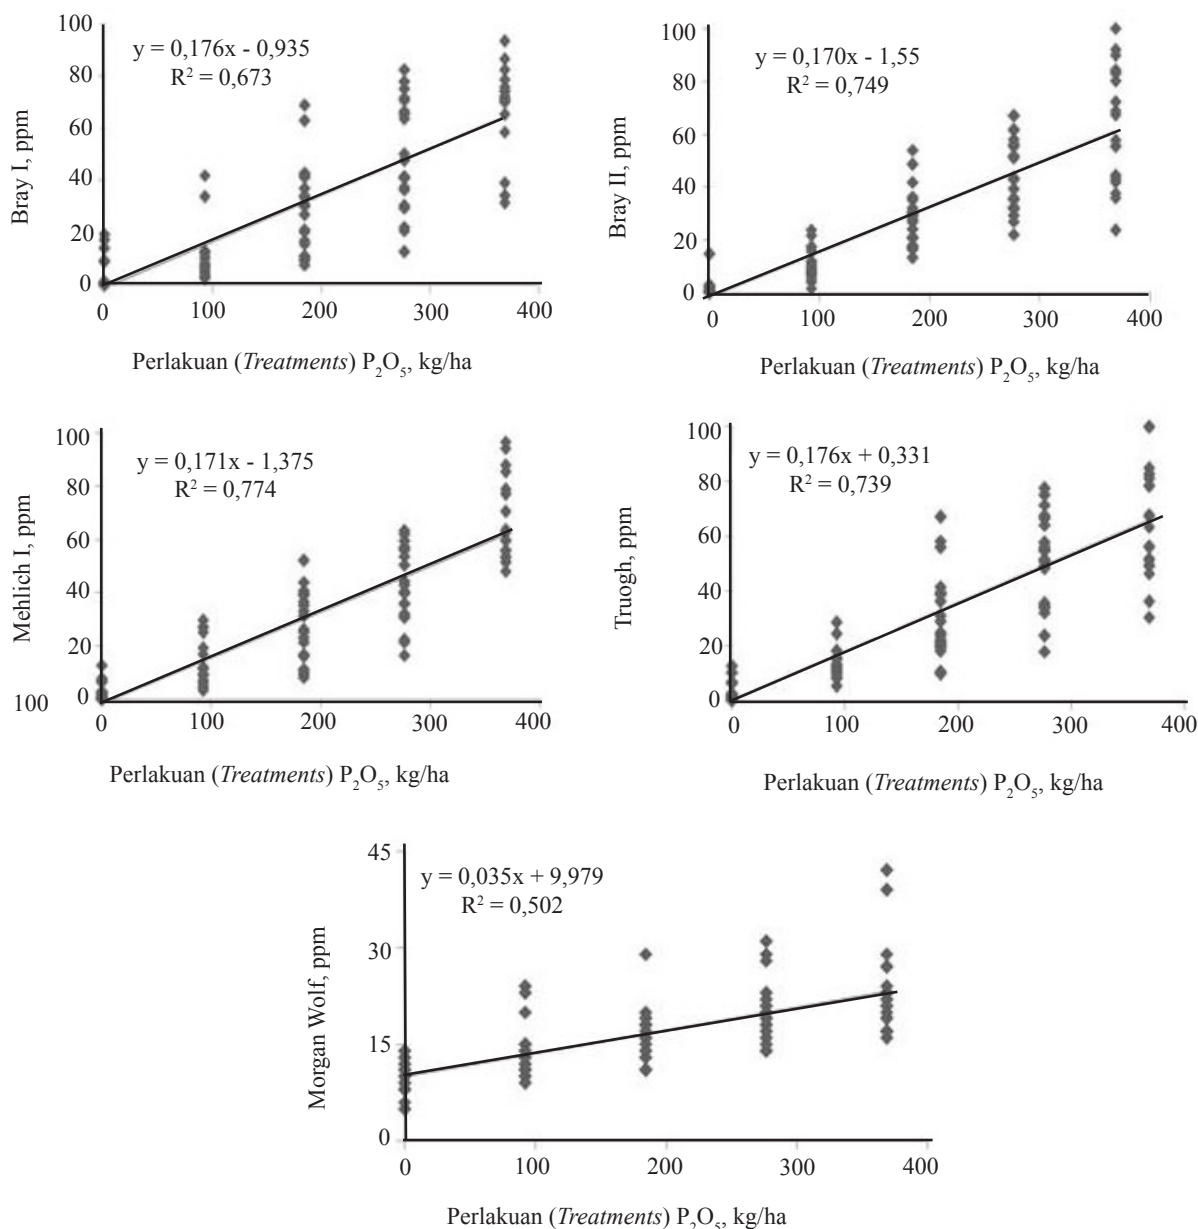 y = 0,176x - 0,935
R² = 0,673
Bray I, ppm
100
80
60
40
20
0
0 100 200 300 400
Perlakuan (Treatments) P₂O₅, kg/ha
y = 0,170x - 1,55
R² = 0,749
Bray II, ppm
100
80
60
40
20
0
0 100 200 300 400
Perlakuan (Treatments) P₂O₅, kg/ha
y = 0,171x - 1,375
R² = 0,774
Mehlich I, ppm
100
80
60
40
20
100 0
0 100 200 300 400
Perlakuan (Treatments) P₂O₅, kg/ha
y = 0,176x + 0,331
R² = 0,739
Truogh, ppm
100
80
60
40
20
0
0 100 200 300 400
Perlakuan (Treatments) P₂O₅, kg/ha
y = 0,035x + 9,979
R² = 0,502
Morgan Wolf, ppm
45
30
15
0
0 100 200 300 400
Perlakuan (Treatments) P₂O₅, kg/ha